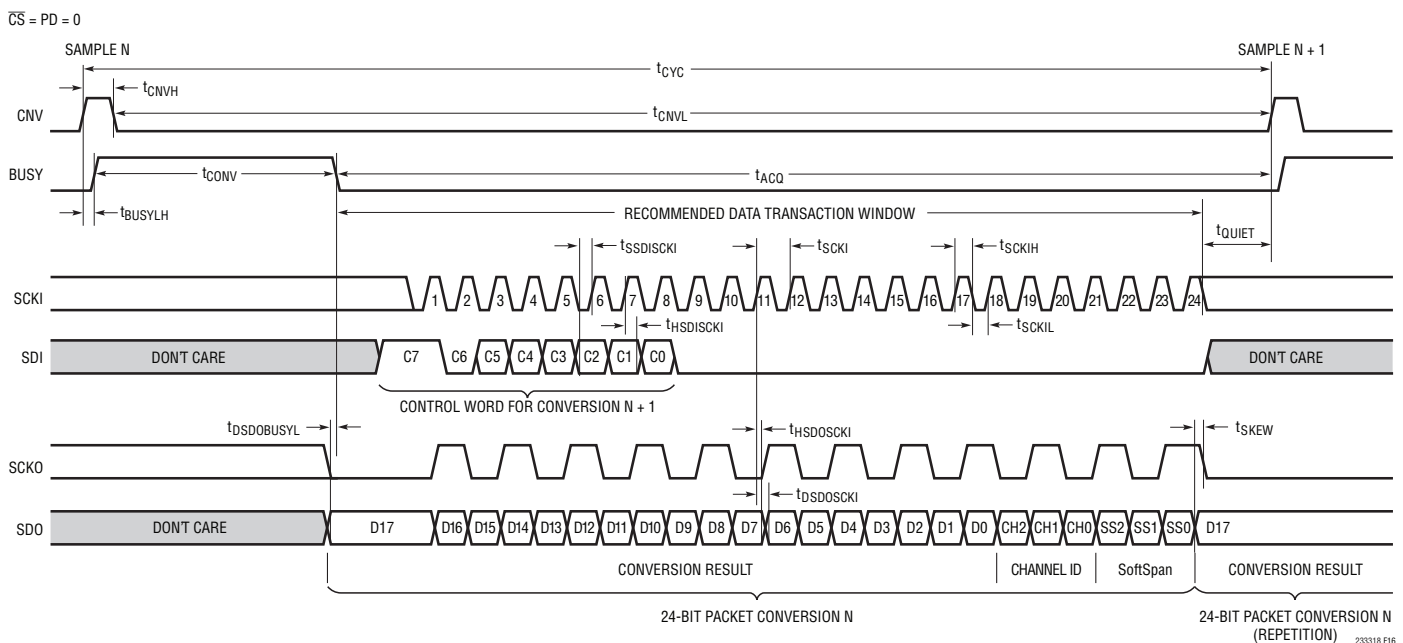 CS = PD = 0
SAMPLE N
SAMPLE N + 1
tCYC
tCNVH
CNV
tCNVL
BUSY
tCONV
tACQ
tBUSYLH
RECOMMENDED DATA TRANSACTION WINDOW
tQUIET
tSSDISCKI
tSCKI
tSCKIH
SCKI
1 2 3 4 5 6 7 8 9 10 11 12 13 14 15 16 17 18 19 20 21 22 23 24
tHSDISCKI
tSCKIL
SDI
DON'T CARE
C7 C6 C5 C4 C3 C2 C1 C0
DON'T CARE
CONTROL WORD FOR CONVERSION N + 1
tDSDOBUSYL
tHSDOSCKI
tSKEW
SCKO
tDSDOSCKI
SDO
DON'T CARE
D17 D16 D15 D14 D13 D12 D11 D10 D9 D8 D7 D6 D5 D4 D3 D2 D1 D0 CH2 CH1 CH0 SS2 SS1 SS0 D17
CONVERSION RESULT
CHANNEL ID
SoftSpan
CONVERSION RESULT
24-BIT PACKET CONVERSION N
24-BIT PACKET CONVERSION N
(REPETITION)
233318 F16